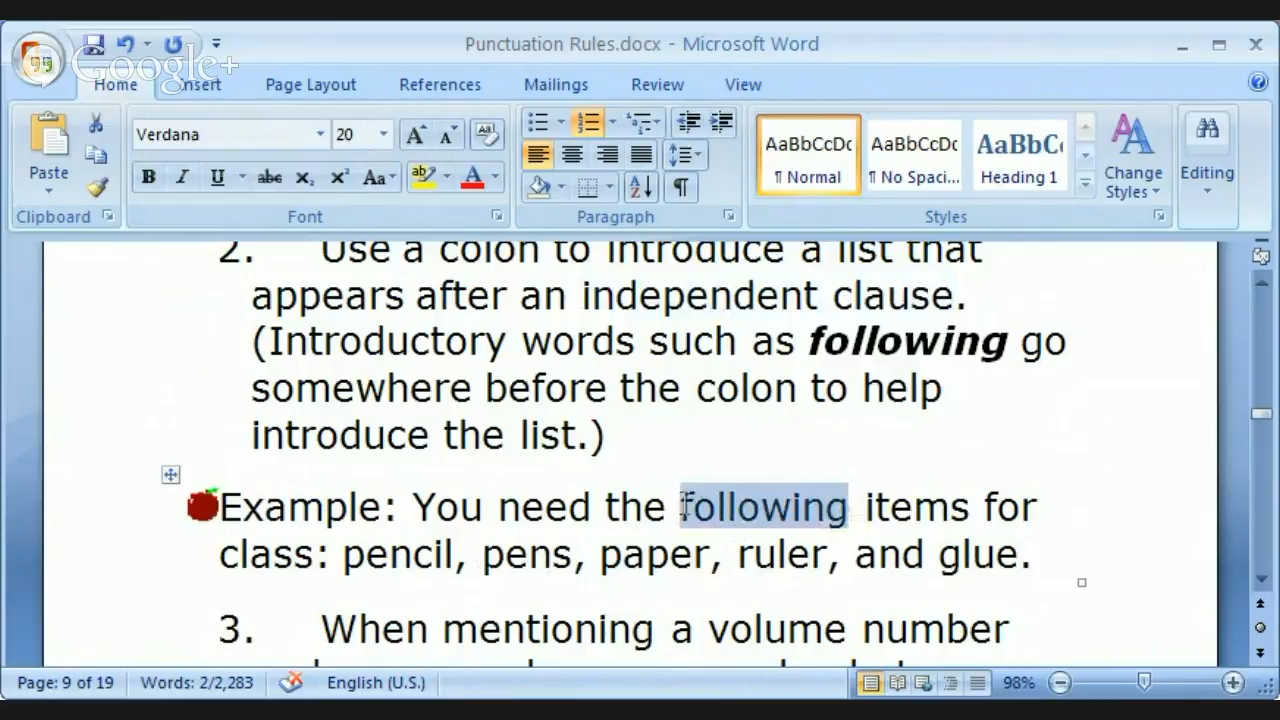 Punctuation Rules.docx - Microsoft Word
Google+
Home Insert Page Layout References Mailings Review View
Verdana 20
AaBbCcDc AaBbCcDc AaBbCc
Paste ¶ Normal ¶ No Spaci... Heading 1 Change Styles Editing
Clipboard Font Paragraph Styles
2. Use a colon to introduce a list that
appears after an independent clause.
(Introductory words such as following go
somewhere before the colon to help
introduce the list.)
Example: You need the following items for
class: pencil, pens, paper, ruler, and glue.
3. When mentioning a volume number
Page: 9 of 19 Words: 2/2,283 English (U.S.) 98%